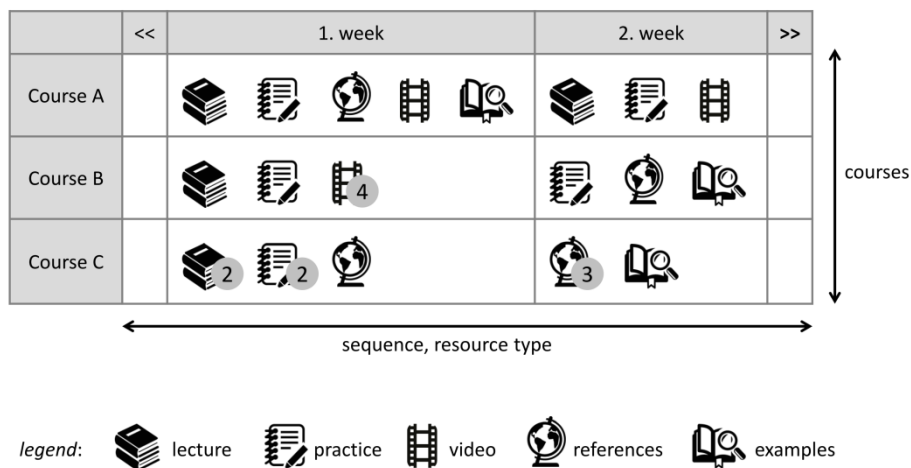 << 1. week 2. week >>
Course A
Course B 4
courses
Course C 2 2 3
sequence, resource type
legend: lecture practice video references examples